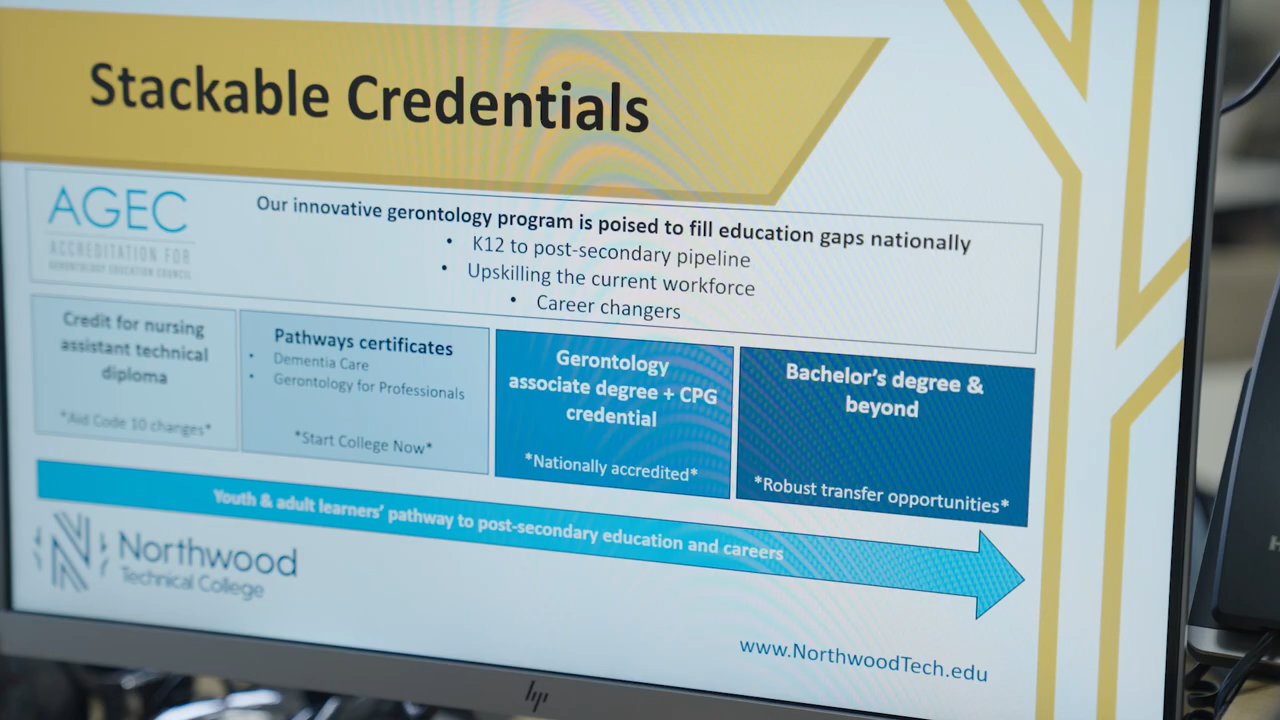 Stackable Credentials
AGEC
ACCREDITATION FOR
GERONTOLOGY EDUCATION COUNCIL
Our innovative gerontology program is poised to fill education gaps nationally
• K12 to post-secondary pipeline
• Upskilling the current workforce
• Career changers
Credit for nursing
assistant technical
diploma
*Aid Code 10 changes*
Pathways certificates
• Dementia Care
• Gerontology for Professionals
*Start College Now*
Gerontology
associate degree + CPG
credential
*Nationally accredited*
Bachelor's degree &
beyond
*Robust transfer opportunities*
Youth & adult learners' pathway to post-secondary education and careers
Northwood
Technical College
www.NorthwoodTech.edu
hp
H